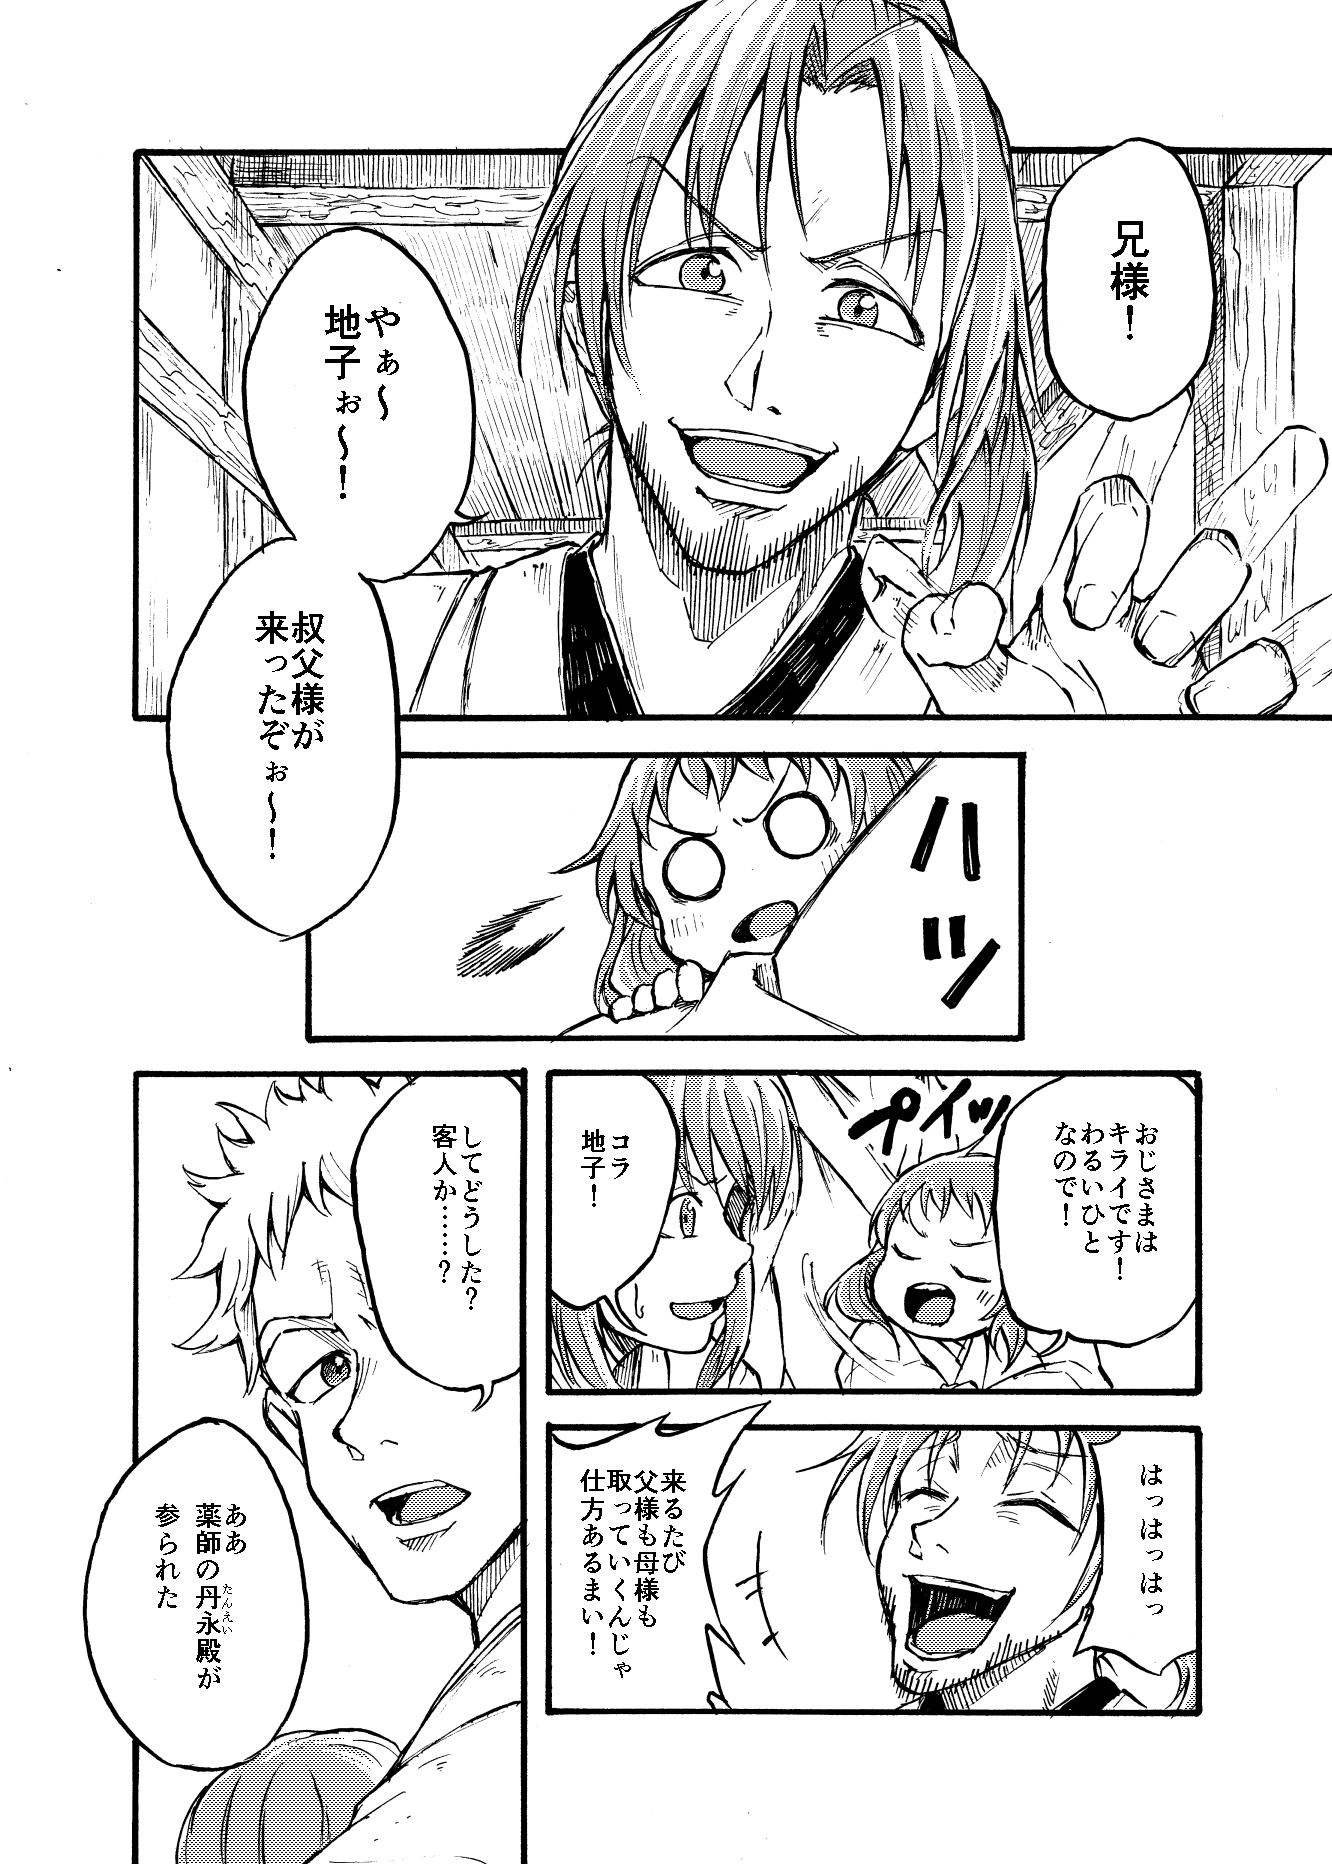 兄様！
やぁ〜
地子ぉ〜！
叔父様が
来ったぞぉ〜！
ハッ
おじさまは
キライです！
わるいひと
なので！
ペイッ
コラ
地子！
はっはっはっ
来るたび
父様も母様も
取っていくんじゃ
仕方あるまい！
してどうした？
客人か……？
ああ
薬師の丹永殿が
たんえい
参られた